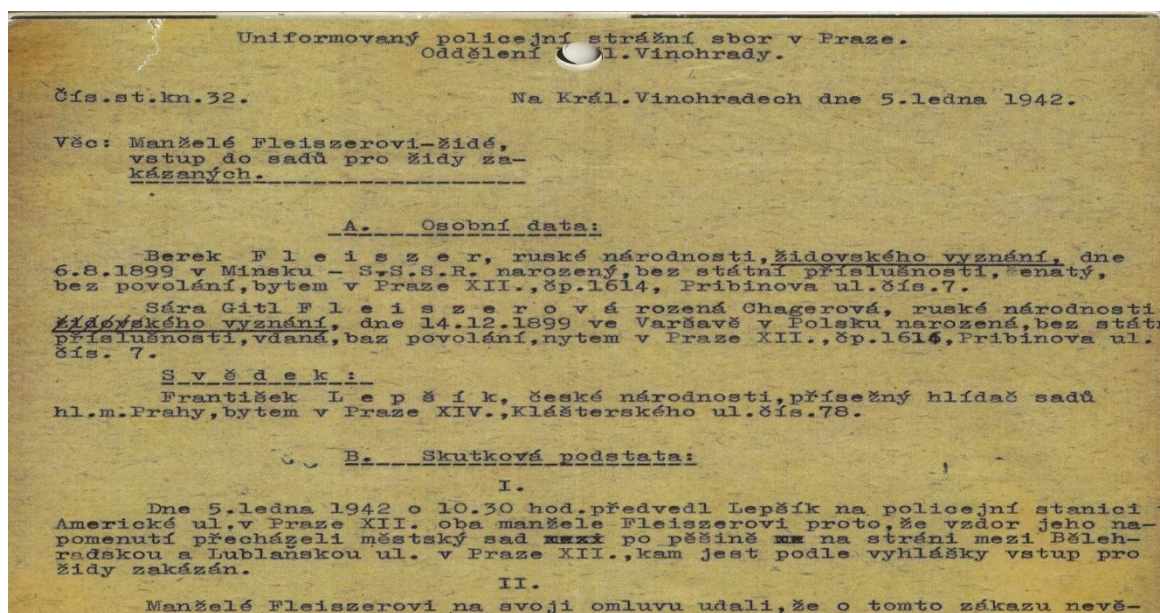 Uniformovaný policejní strážní sbor v Praze.
Oddělení l.Vinohrady.
Čís.st.kn.32. Na Král.Vinohradech dne 5.ledna 1942.
Věc: Manželé Fleiszerovi-židé,
vstup do sadů pro židy za-
kázaných.
A. Osobní data:
Berek F l e i s z e r, ruské národnosti,židovského vyznání, dne
6.8.1899 v Minsku - S.S.S.R. narozený,bez státní příslušnosti,ženatý,
bez povolání,bytem v Praze XII.,čp.1614, Pribinova ul.čís.7.
Sára Gitl F l e i s z e r o v á rozená Chagerová, ruské národnosti
židovského vyznání, dne 14.12.1899 ve Varšavě v Polsku narozená,bez stát
příslušnosti,vdaná,baz povolání,nytem v Praze XII.,čp.1614,Pribinova ul.
čís. 7.
S v ě d e k :
František L e p š í k, české národnosti,přísežný hlídač sadů
hl.m.Prahy,bytem v Praze XIV.,Klášterského ul.čís.78.
B. Skutková podstata:
I.
Dne 5.ledna 1942 o 10.30 hod.předvedl Lepšík na policejní stanici
Americké ul.v Praze XII. oba manžele Fleiszerovi proto,že vzdor jeho na-
pomenutí přecházeli městský sad mezi po pěšině na stráni mezi Běleh-
radskou a Lublaňskou ul. v Praze XII.,kam jest podle vyhlášky vstup pro
židy zakázán.
II.
Manželé Fleiszerovi na svoji omluvu udali,že o tomto zákazu nevě-